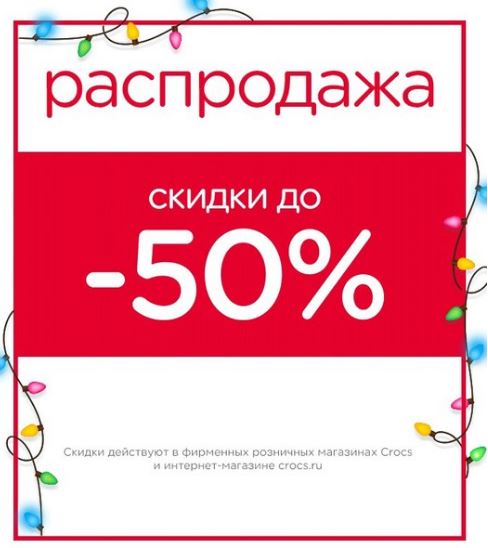 распродажа
скидки до
-50%
Скидки действуют в фирменных розничных магазинах Crocs
и интернет-магазине crocs.ru